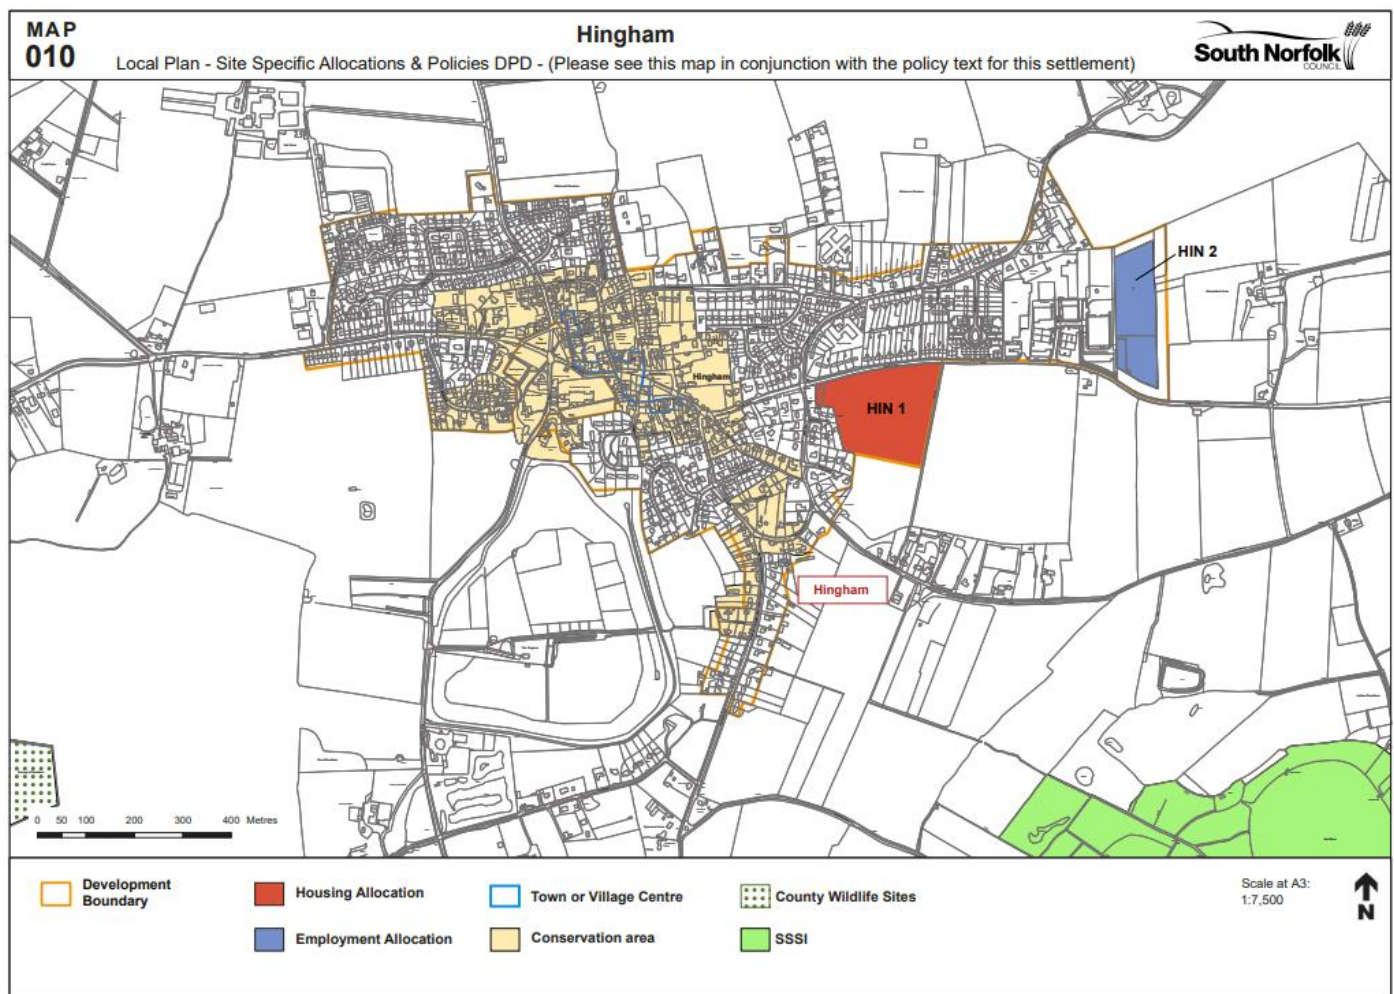 MAP
010
Hingham
Local Plan - Site Specific Allocations & Policies DPD - (Please see this map in conjunction with the policy text for this settlement)
South Norfolk
COUNCIL
HIN 2
Hingham
HIN 1
Hingham
0 50 100 200 300 400 Metres
Development
Boundary
Housing Allocation
Employment Allocation
Town or Village Centre
Conservation area
County Wildlife Sites
SSSI
Scale at A3:
1:7,500
N